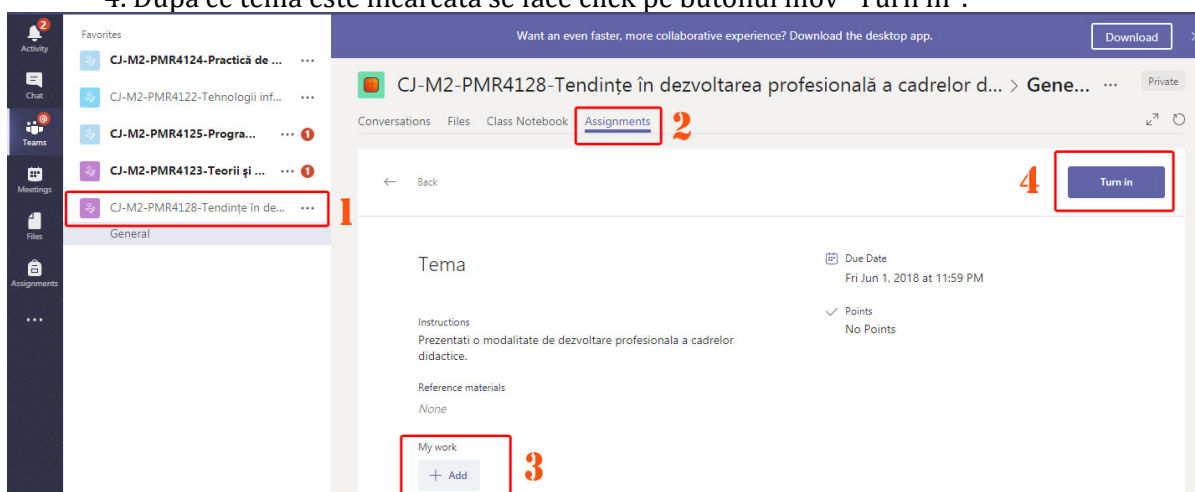 4. După ce tema este încărcată se face click pe butonul mov "Turn in".
2
Activity
Chat
Teams
Meetings
Files
Assignments
Favorites
CJ-M2-PMR4124-Practică de ... ...
CJ-M2-PMR4122-Tehnologii inf... ...
CJ-M2-PMR4125-Progra... ... 1
CJ-M2-PMR4123-Teorii și ... ... 1
CJ-M2-PMR4128-Tendințe în de... ...
1
General
Want an even faster, more collaborative experience? Download the desktop app.
Download
CJ-M2-PMR4128-Tendințe în dezvoltarea profesională a cadrelor d... > Gene... ...
Private
Conversations Files Class Notebook Assignments
2
← Back
4
Turn in
Tema
Due Date
Fri Jun 1, 2018 at 11:59 PM
Points
No Points
Instructions
Prezentati o modalitate de dezvoltare profesionala a cadrelor
didactice.
Reference materials
None
My work
+ Add
3